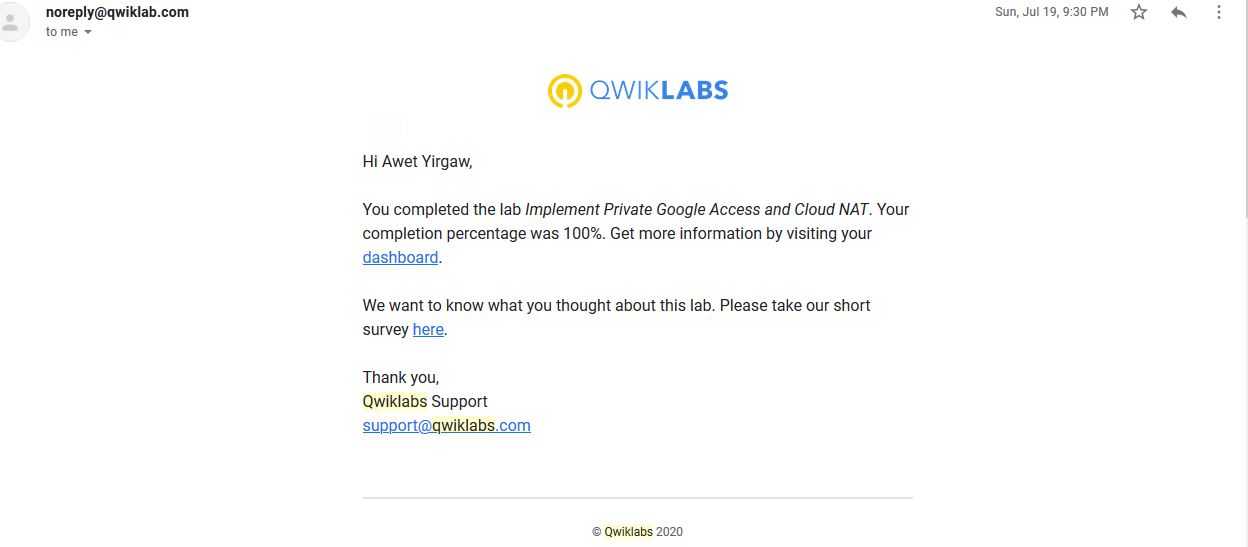 noreply@qwiklab.com
Sun, Jul 19, 9:30 PM
to me
QWIKLABS
Hi Awet Yirgaw,
You completed the lab Implement Private Google Access and Cloud NAT. Your
completion percentage was 100%. Get more information by visiting your
dashboard.
We want to know what you thought about this lab. Please take our short
survey here.
Thank you,
Qwiklabs Support
support@qwiklabs.com
© Qwiklabs 2020